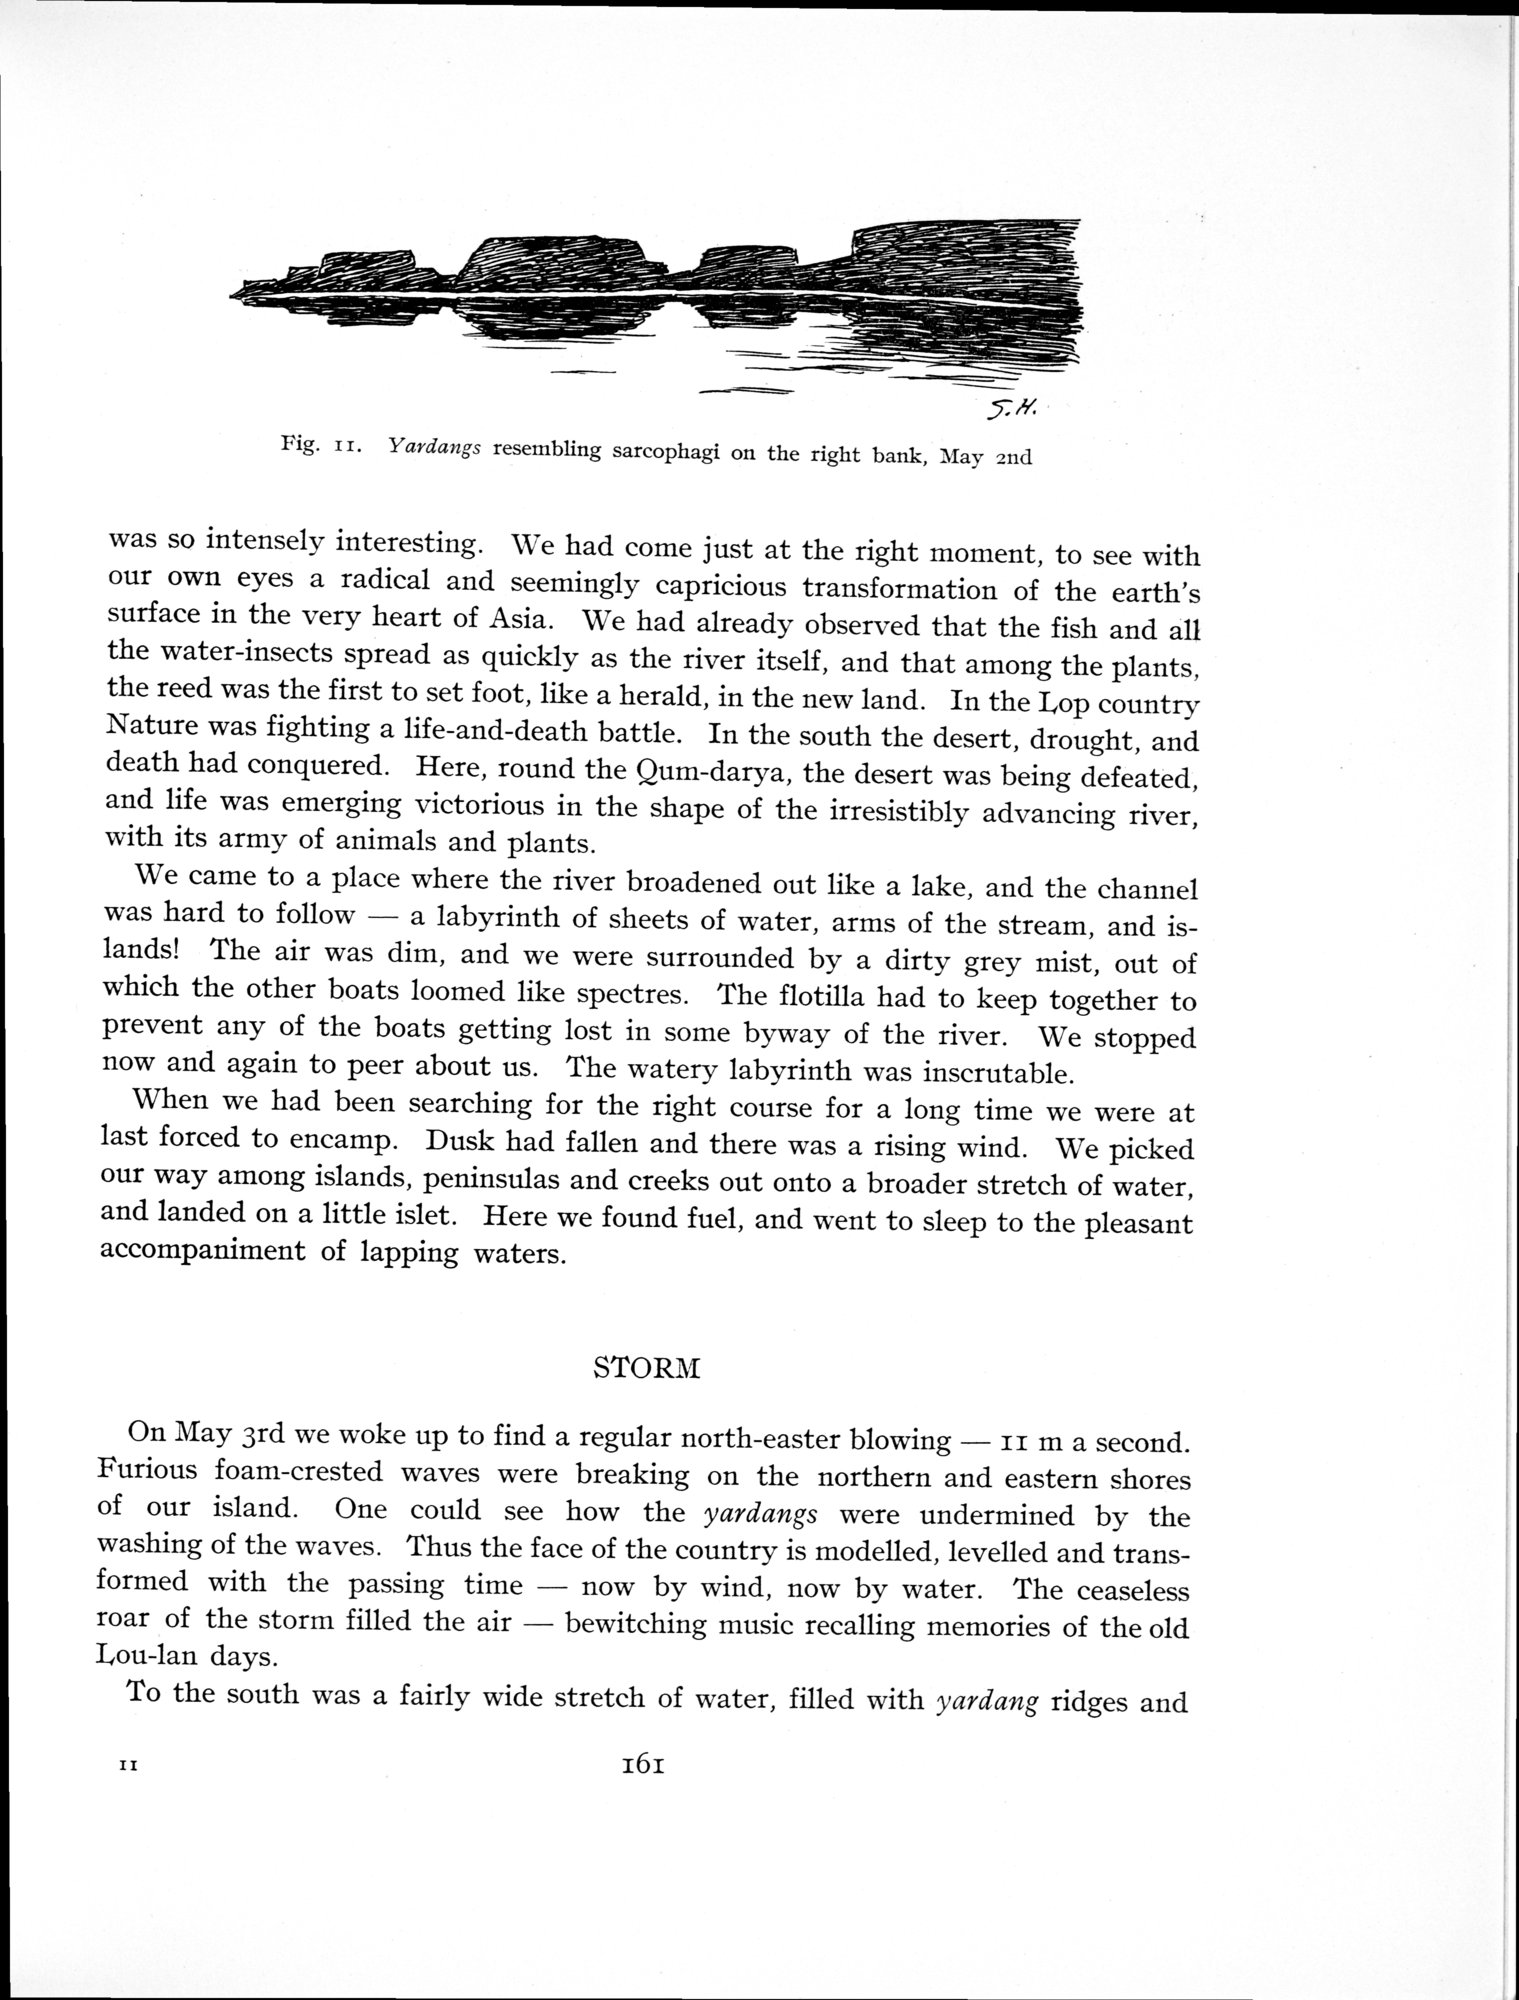 S.H.
Fig. 11. Yardangs resembling sarcophagi on the right bank, May 2nd
was so intensely interesting. We had come just at the right moment, to see with
our own eyes a radical and seemingly capricious transformation of the earth's
surface in the very heart of Asia. We had already observed that the fish and all
the water-insects spread as quickly as the river itself, and that among the plants,
the reed was the first to set foot, like a herald, in the new land. In the Lop country
Nature was fighting a life-and-death battle. In the south the desert, drought, and
death had conquered. Here, round the Qum-darya, the desert was being defeated,
and life was emerging victorious in the shape of the irresistibly advancing river,
with its army of animals and plants.
We came to a place where the river broadened out like a lake, and the channel
was hard to follow — a labyrinth of sheets of water, arms of the stream, and is-
lands! The air was dim, and we were surrounded by a dirty grey mist, out of
which the other boats loomed like spectres. The flotilla had to keep together to
prevent any of the boats getting lost in some byway of the river. We stopped
now and again to peer about us. The watery labyrinth was inscrutable.
When we had been searching for the right course for a long time we were at
last forced to encamp. Dusk had fallen and there was a rising wind. We picked
our way among islands, peninsulas and creeks out onto a broader stretch of water,
and landed on a little islet. Here we found fuel, and went to sleep to the pleasant
accompaniment of lapping waters.
STORM
On May 3rd we woke up to find a regular north-easter blowing — 11 m a second.
Furious foam-crested waves were breaking on the northern and eastern shores
of our island. One could see how the yardangs were undermined by the
washing of the waves. Thus the face of the country is modelled, levelled and trans-
formed with the passing time — now by wind, now by water. The ceaseless
roar of the storm filled the air — bewitching music recalling memories of the old
Lou-lan days.
To the south was a fairly wide stretch of water, filled with yardang ridges and
11 161